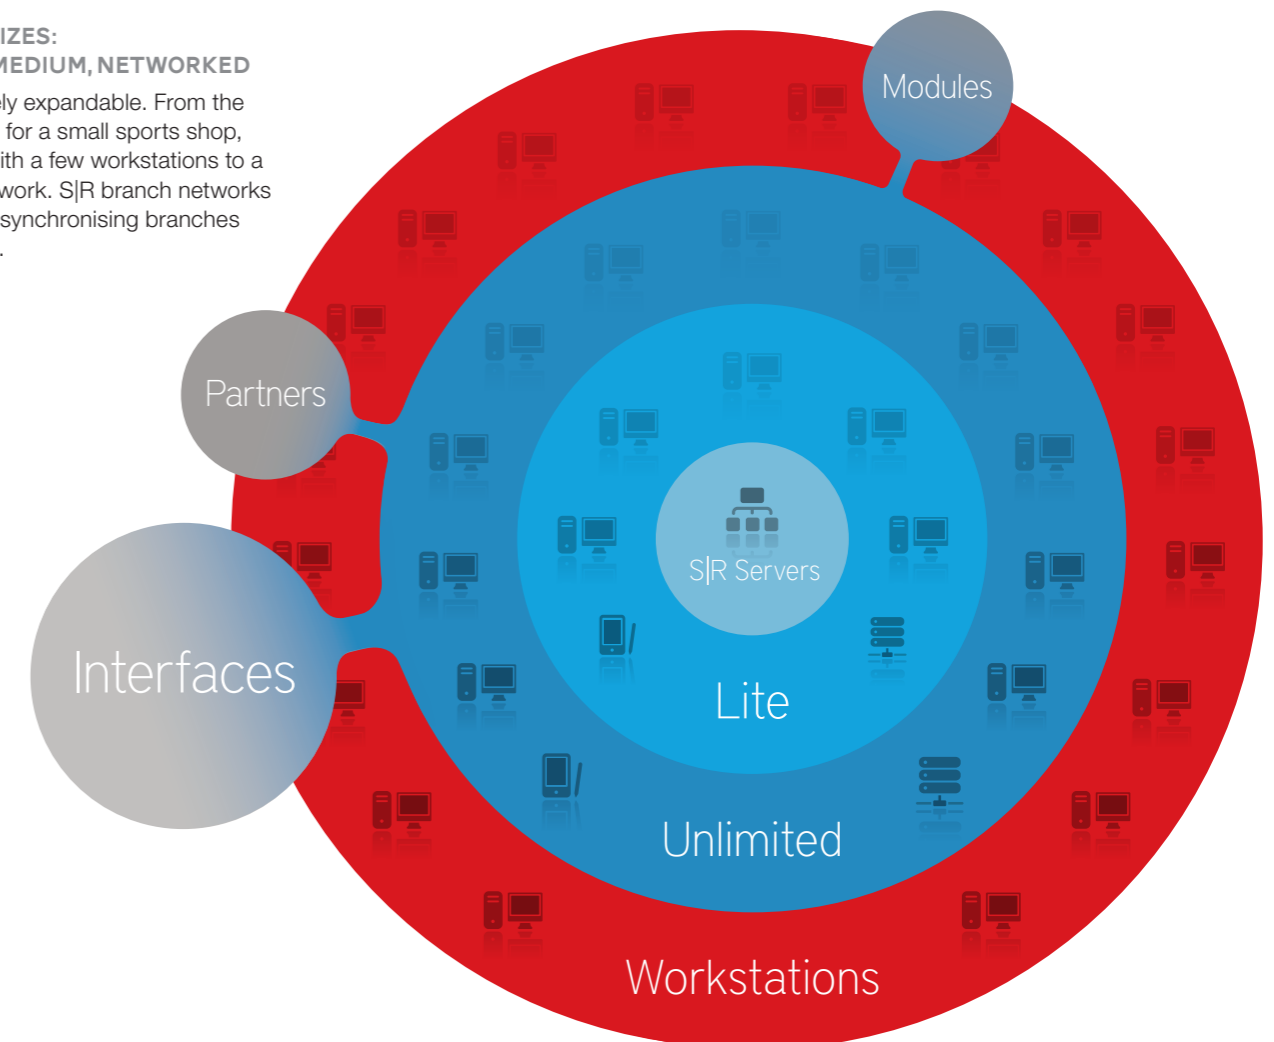 IZES:
MEDIUM, NETWORKED
ely expandable. From the
for a small sports shop,
with a few workstations to a
work. S|R branch networks
synchronising branches
.
Modules
Partners
S|R Servers
Interfaces
Lite
Unlimited
Workstations